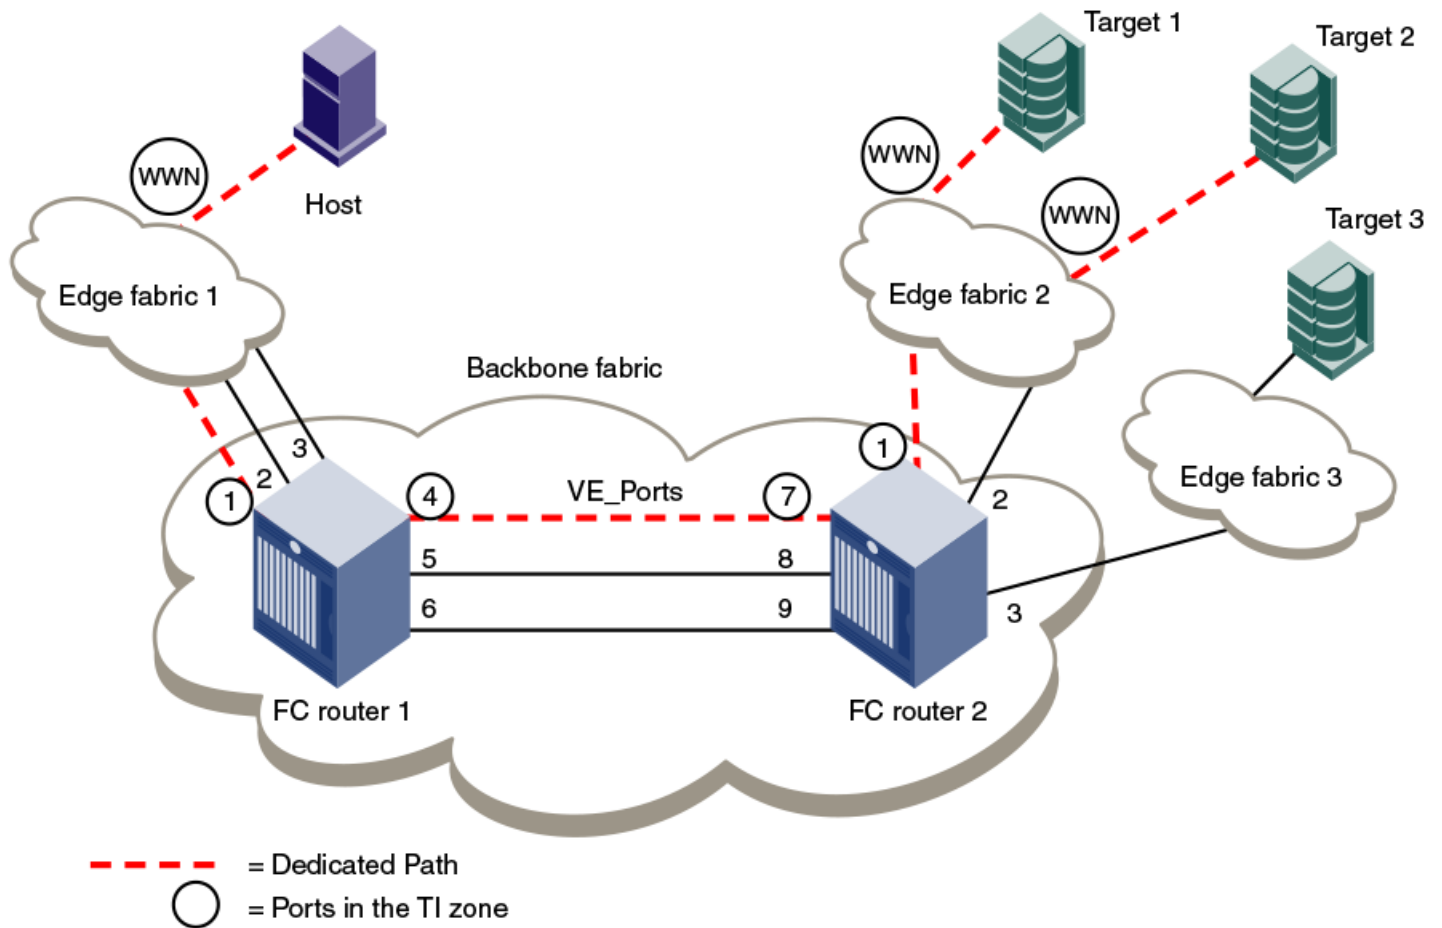 Target 1
Target 2
WWN
WWN
Host
WWN
Target 3
Edge fabric 1
Edge fabric 2
Backbone fabric
Edge fabric 3
3
2
1
1
4
VE_Ports
7
2
5
8
6
9
3
FC router 1
FC router 2
= Dedicated Path
= Ports in the TI zone